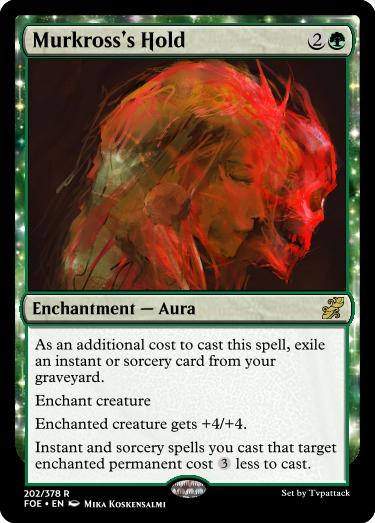 Murkross's Hold 2
Enchantment — Aura
As an additional cost to cast this spell, exile
an instant or sorcery card from your
graveyard.
Enchant creature
Enchanted creature gets +4/+4.
Instant and sorcery spells you cast that target
enchanted permanent cost 3 less to cast.
202/378 R
FOE • EN Mika Koskensalmi
Set by Tvpattack